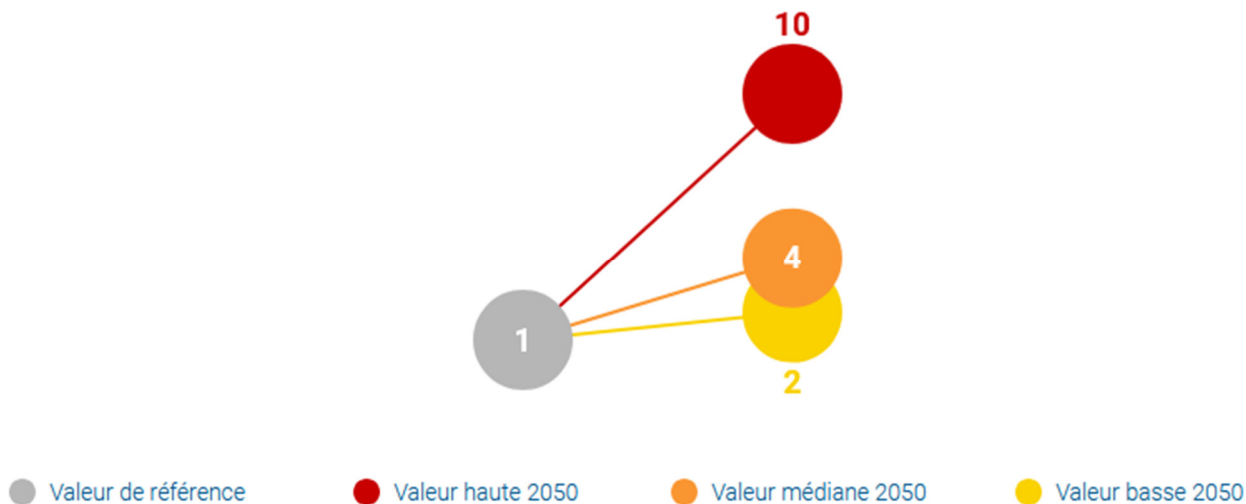 10
4
1
2
Valeur de référence
Valeur haute 2050
Valeur médiane 2050
Valeur basse 2050